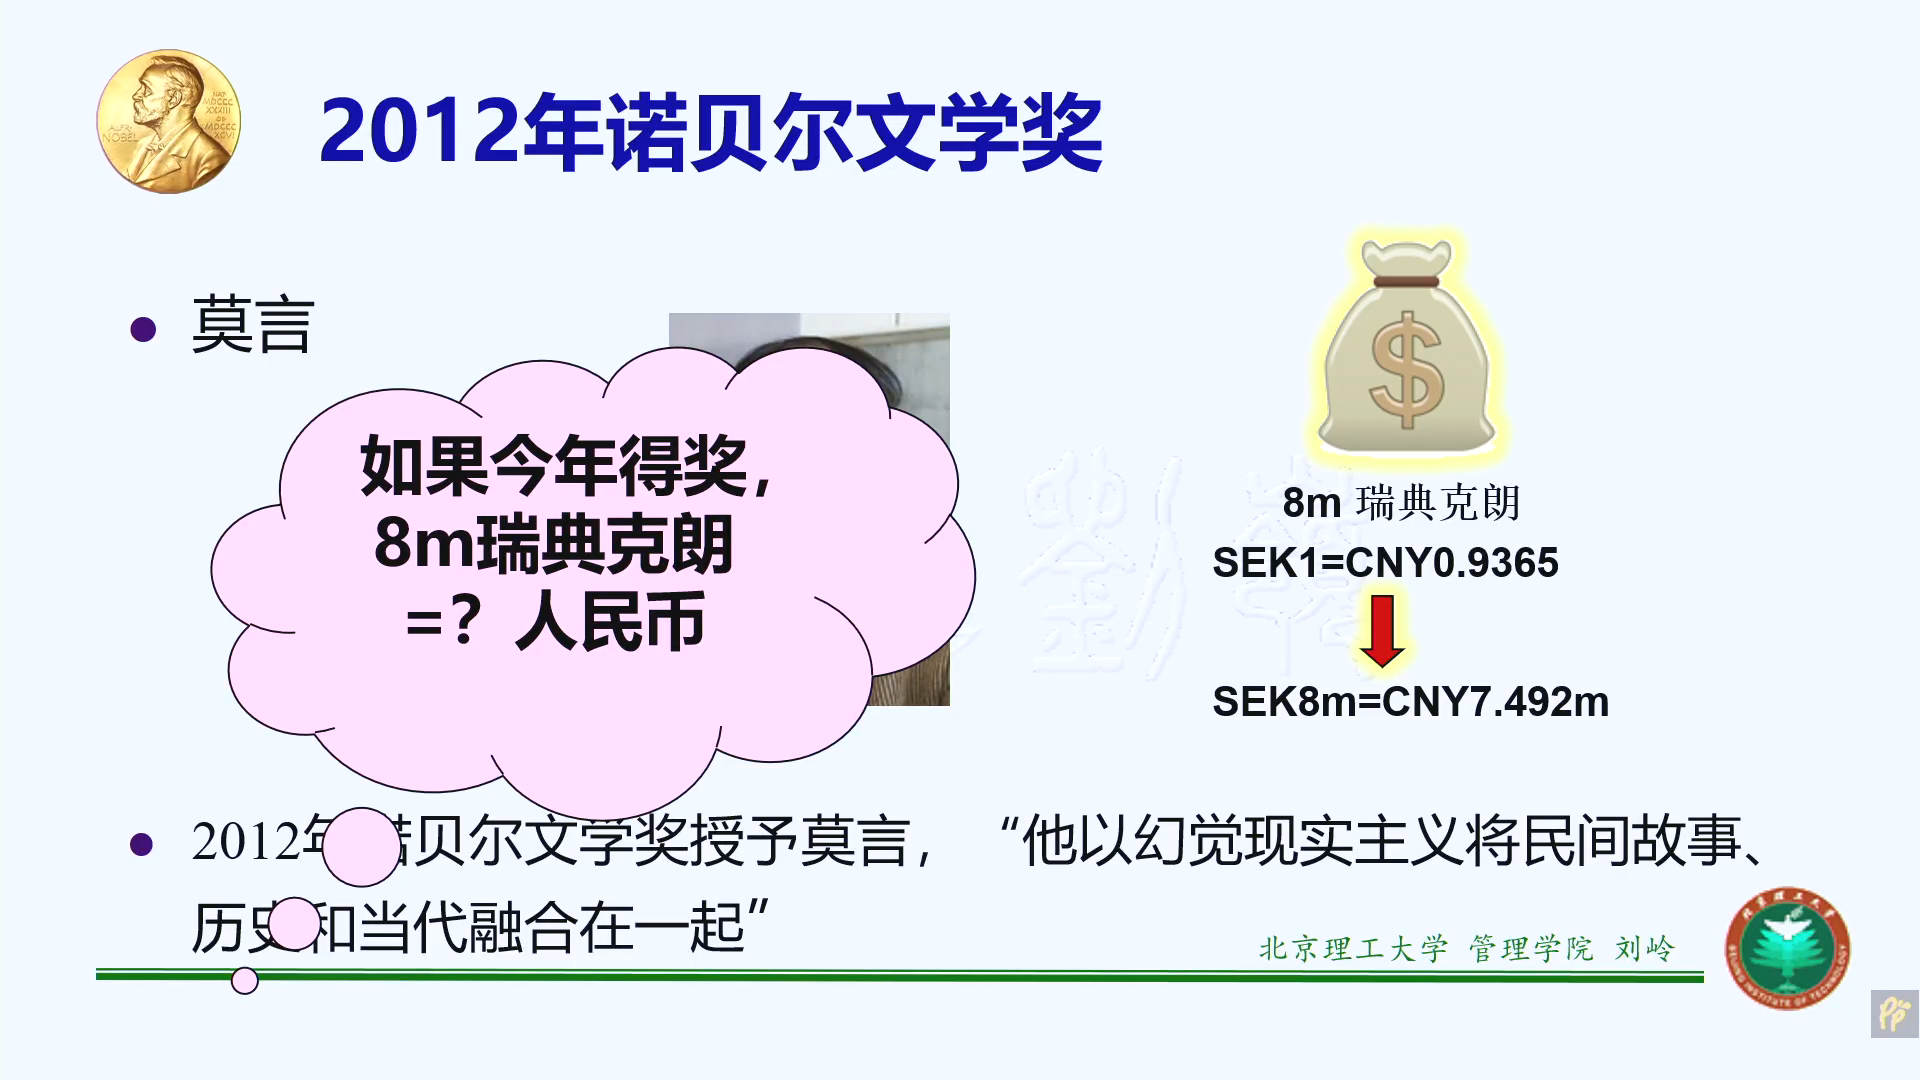 2012年诺贝尔文学奖
莫言
如果今年得奖，
8m瑞典克朗
=？人民币
8m 瑞典克朗
SEK1=CNY0.9365
SEK8m=CNY7.492m
2012年诺贝尔文学奖授予莫言，“他以幻觉现实主义将民间故事、
历史和当代融合在一起”
北京理工大学 管理学院 刘岭